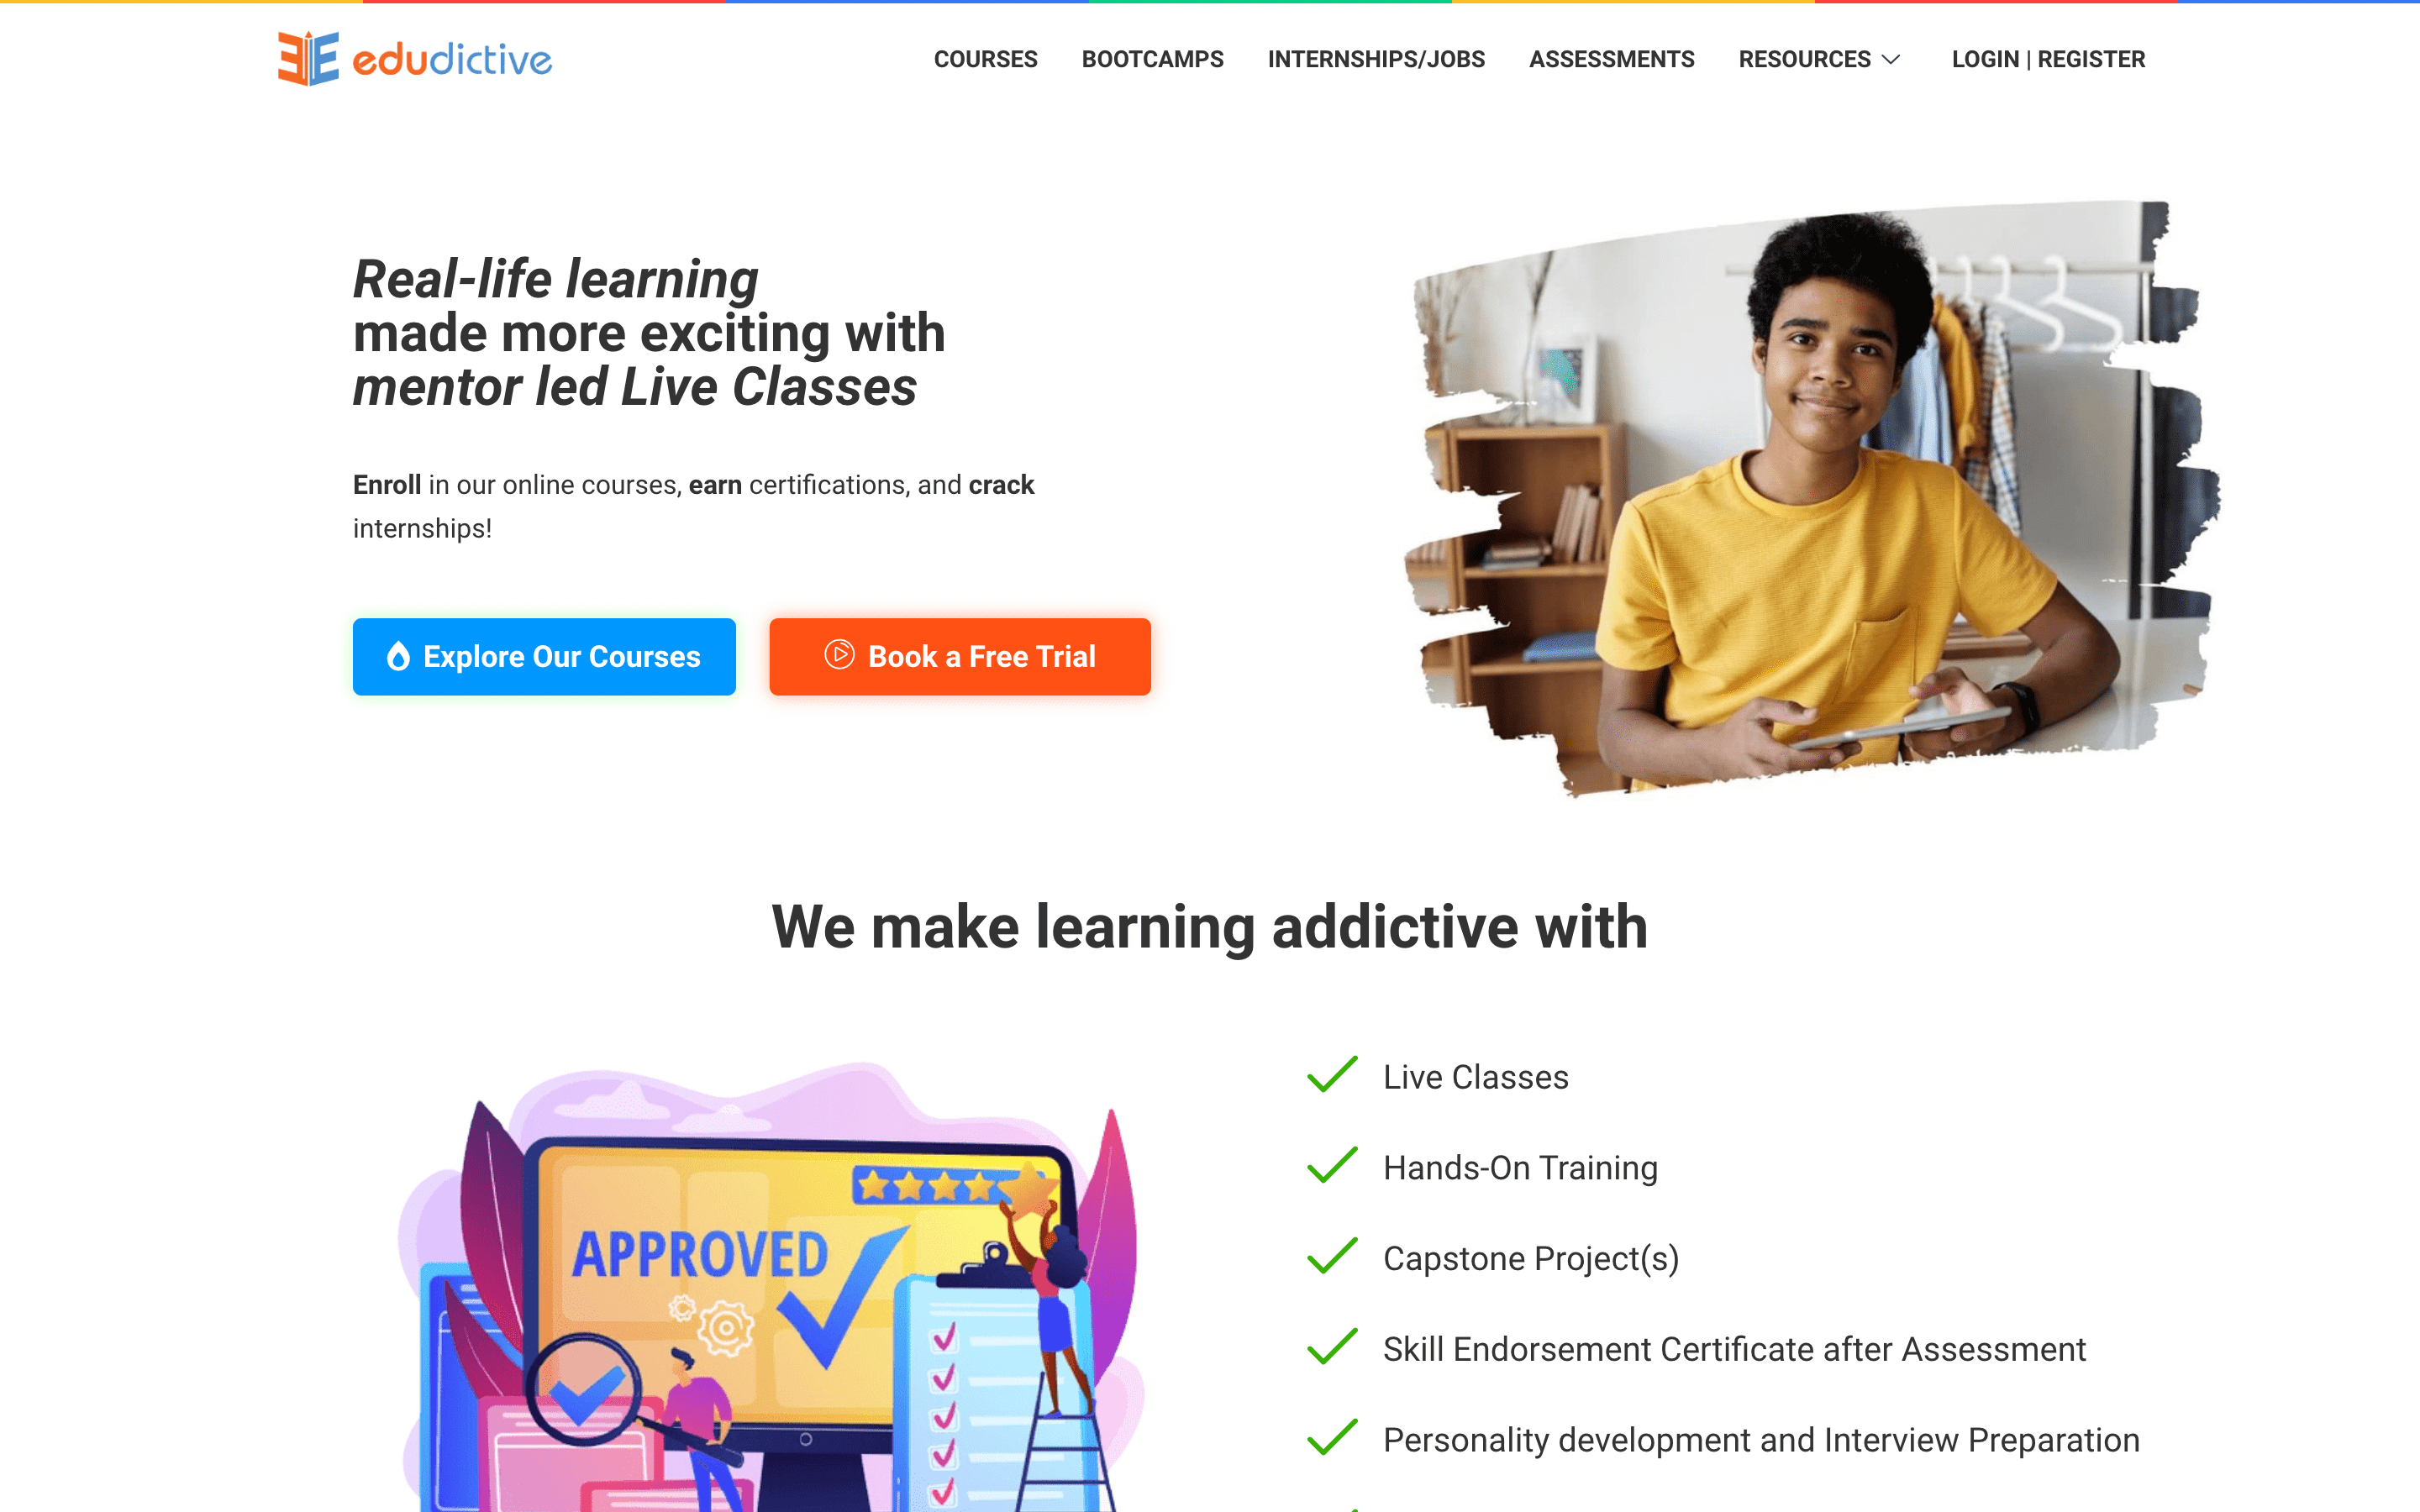 edudictive
COURSES BOOTCAMPS INTERNSHIPS/JOBS ASSESSMENTS RESOURCES LOGIN | REGISTER
Real-life learning
made more exciting with
mentor led Live Classes
Enroll in our online courses, earn certifications, and crack
internships!
Explore Our Courses
Book a Free Trial
We make learning addictive with
Live Classes
Hands-On Training
Capstone Project(s)
Skill Endorsement Certificate after Assessment
Personality development and Interview Preparation
APPROVED